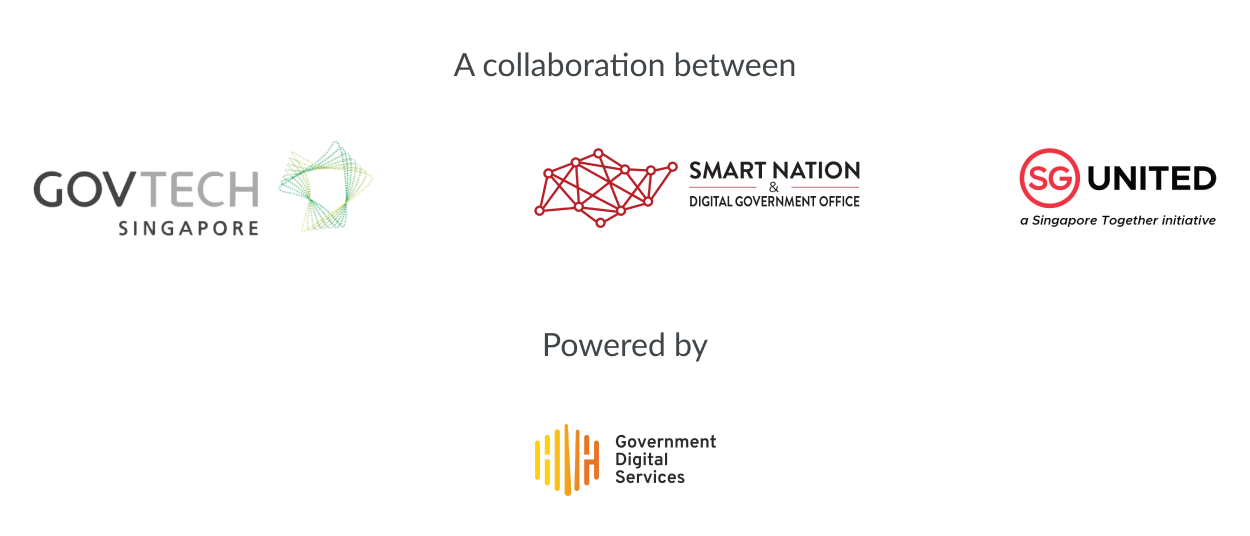 A collaboration between
GOVTECH
SINGAPORE
SMART NATION
&
DIGITAL GOVERNMENT OFFICE
SG UNITED
a Singapore Together initiative
Powered by
Government
Digital
Services